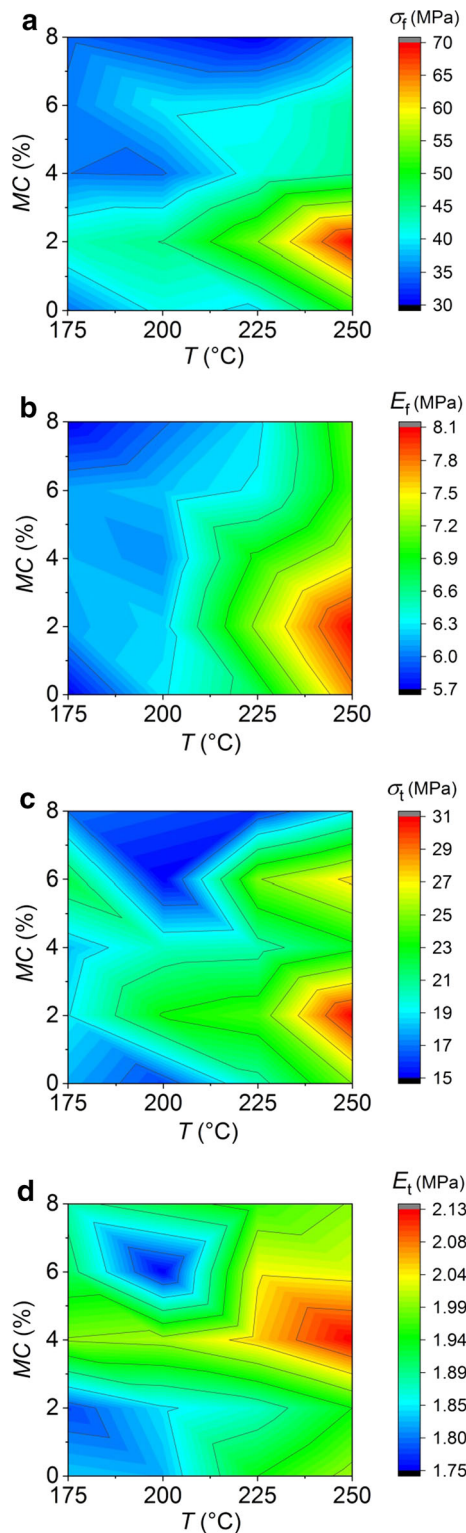 a
σf (MPa)
8
6
4
2
0
MC (%)
175 200 225 250
T (°C)
70
65
60
55
50
45
40
35
30
b
Ef (MPa)
8
6
4
2
0
MC (%)
175 200 225 250
T (°C)
8.1
7.8
7.5
7.2
6.9
6.6
6.3
6.0
5.7
c
σt (MPa)
8
6
4
2
0
MC (%)
175 200 225 250
T (°C)
31
29
27
25
23
21
19
17
15
d
Et (MPa)
8
6
4
2
0
MC (%)
175 200 225 250
T (°C)
2.13
2.08
2.04
1.99
1.94
1.89
1.85
1.80
1.75